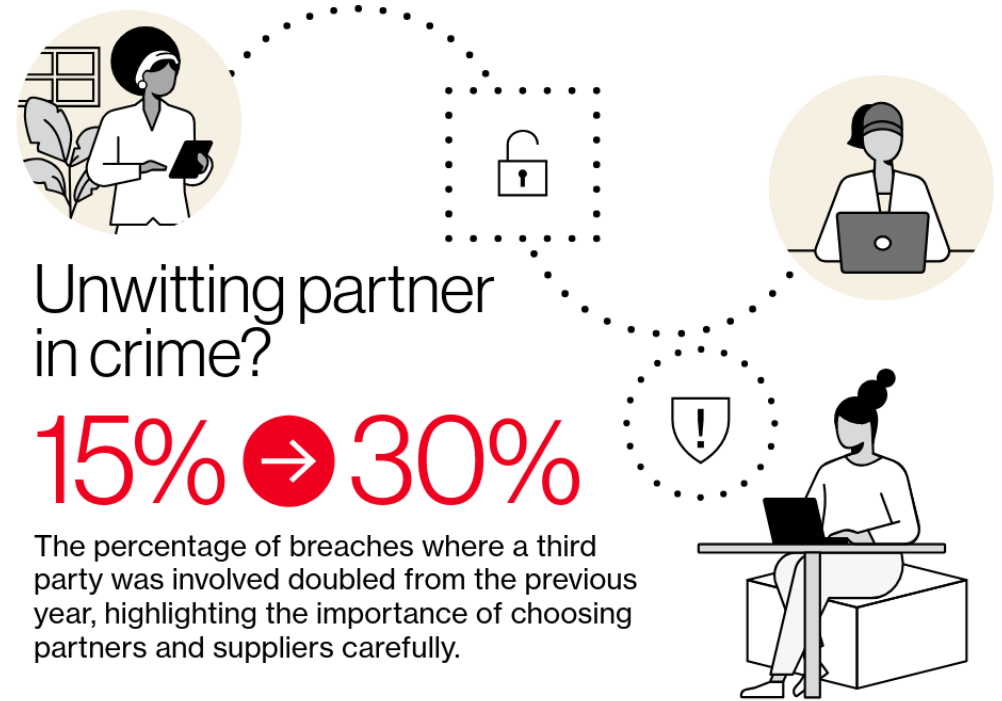 Unwitting partner
in crime?
15% → 30%
The percentage of breaches where a third
party was involved doubled from the previous
year, highlighting the importance of choosing
partners and suppliers carefully.
!